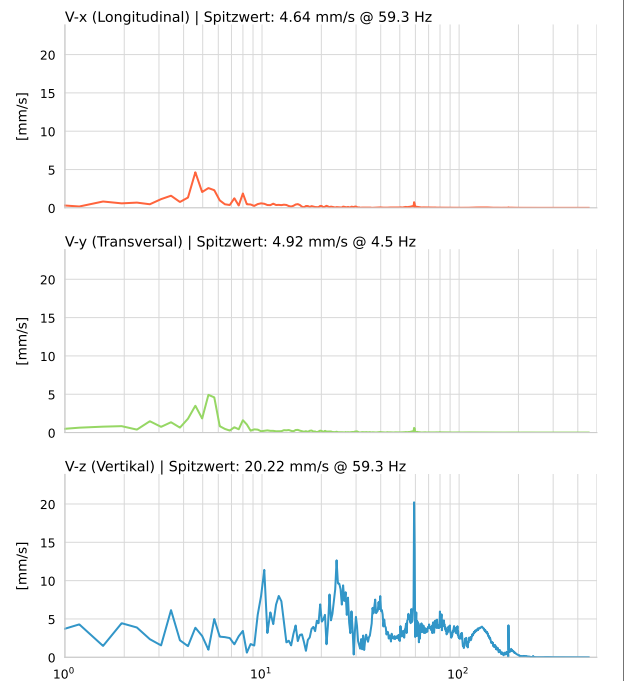 V-x (Longitudinal) | Spitzwert: 4.64 mm/s @ 59.3 Hz
20
15
[mm/s]
10
5
0
V-y (Transversal) | Spitzwert: 4.92 mm/s @ 4.5 Hz
20
15
[mm/s]
10
5
0
V-z (Vertikal) | Spitzwert: 20.22 mm/s @ 59.3 Hz
20
15
[mm/s]
10
5
0
10⁰ 10¹ 10²